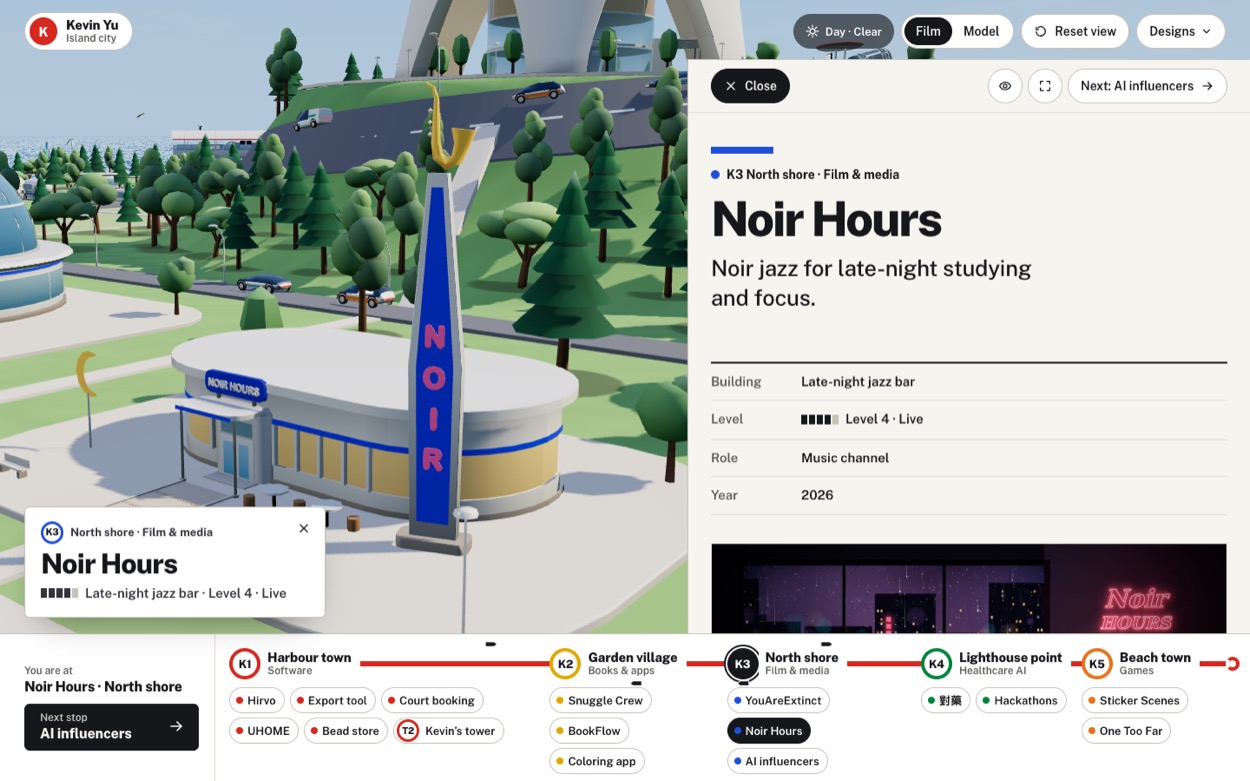 K
Kevin Yu
Island city
Day · Clear
Film
Model
Reset view
Designs
Close
Next: AI influencers
K3 North shore · Film & media
Noir Hours
Noir jazz for late-night studying
and focus.
Building
Late-night jazz bar
Level
Level 4 · Live
Role
Music channel
Year
2026
Noir
HOURS
NOIR HOURS
NOIR
K3
North shore · Film & media
Noir Hours
Late-night jazz bar · Level 4 · Live
You are at
Noir Hours · North shore
Next stop
AI influencers
K1
Harbour town
Software
Hirvo
Export tool
Court booking
UHOME
Bead store
T2
Kevin's tower
K2
Garden village
Books & apps
Snuggle Crew
BookFlow
Coloring app
K3
North shore
Film & media
YouAreExtinct
Noir Hours
AI influencers
K4
Lighthouse point
Healthcare AI
對藥
Hackathons
K5
Beach town
Games
Sticker Scenes
One Too Far